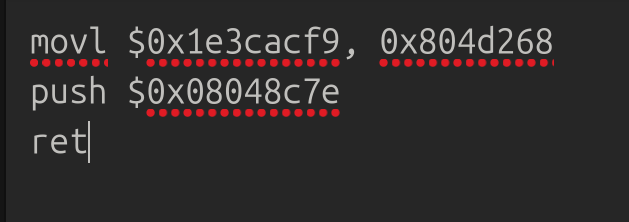 movl $0x1e3cacf9, 0x804d268
push $0x08048c7e
ret